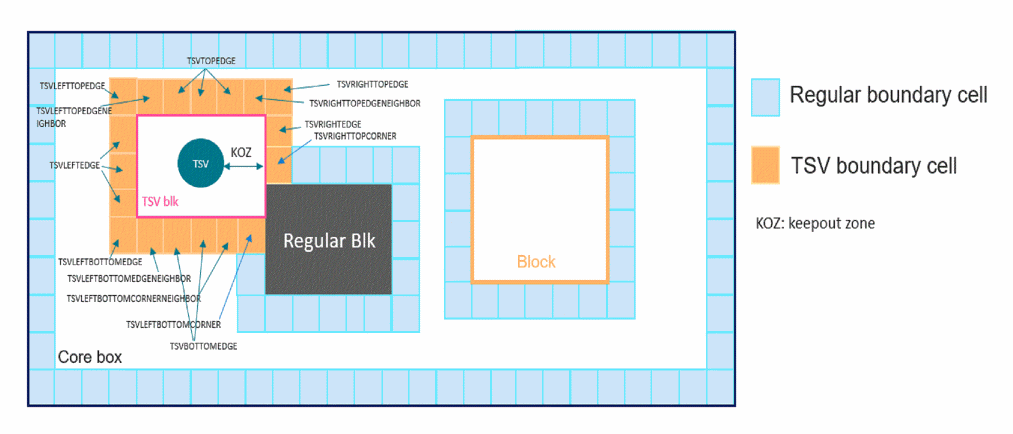 TSVTOPEDGE
TSVLEFTTOPEDGE
TSVRIGHTTOPEDGE
TSVRIGHTTOPEDGENEIGHBOR
TSVLEFTTOPEDGENE
IGHBOR
TSVRIGHTEDGE
TSVRIGHTTOPCORNER
KOZ
TSV
TSVLEFTEDGE
TSV blk
Regular Blk
Block
TSVLEFTBOTTOMEDGE
TSVLEFTBOTTOMEDGENEIGHBOR
TSVLEFTBOTTOMCORNERNEIGHBOR
TSVLEFTBOTTOMCORNER
TSVBOTTOMEDGE
Core box
Regular boundary cell
TSV boundary cell
KOZ: keepout zone